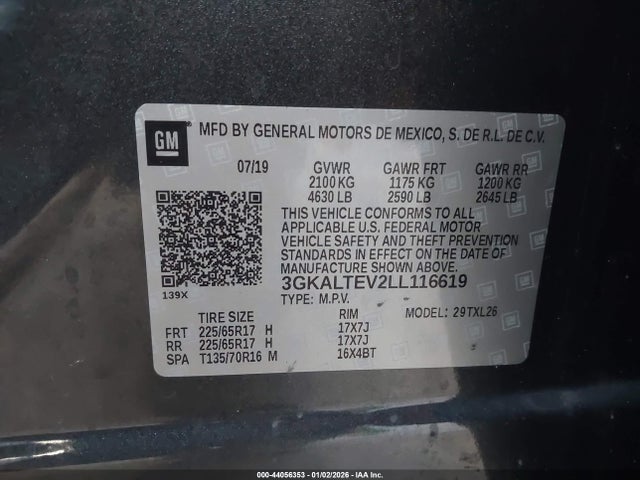 GM
MFD BY GENERAL MOTORS DE MEXICO, S. DE R.L. DE C.V.
07/19 GVWR GAWR FRT GAWR RR
2100 KG 1175 KG 1200 KG
4630 LB 2590 LB 2645 LB
THIS VEHICLE CONFORMS TO ALL
APPLICABLE U.S. FEDERAL MOTOR
VEHICLE SAFETY AND THEFT PREVENTION
STANDARDS IN EFFECT ON THE DATE OF
MANUFACTURE SHOWN ABOVE.
139X
3GKALTEV2LL116619
TYPE: M.P.V. MODEL: 29TXL26
TIRE SIZE RIM
FRT 225/65R17 H 17X7J
RR 225/65R17 H 17X7J
SPA T135/70R16 M 16X4BT
000-44056353 - 01/02/2026 - IAA Inc.